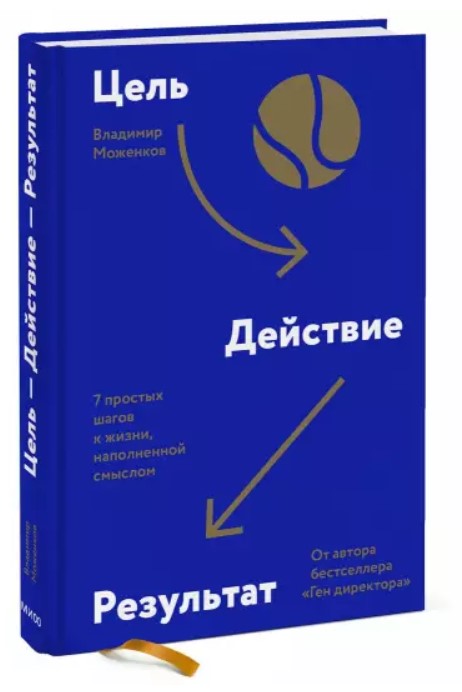 Цель
Владимир
Моженков
Действие
7 простых
шагов
к жизни,
наполненной
смыслом
Результат
От автора
бестселлера
«Ген директора»
Цель — Действие — Результат
Владимир
Моженков
МИФ